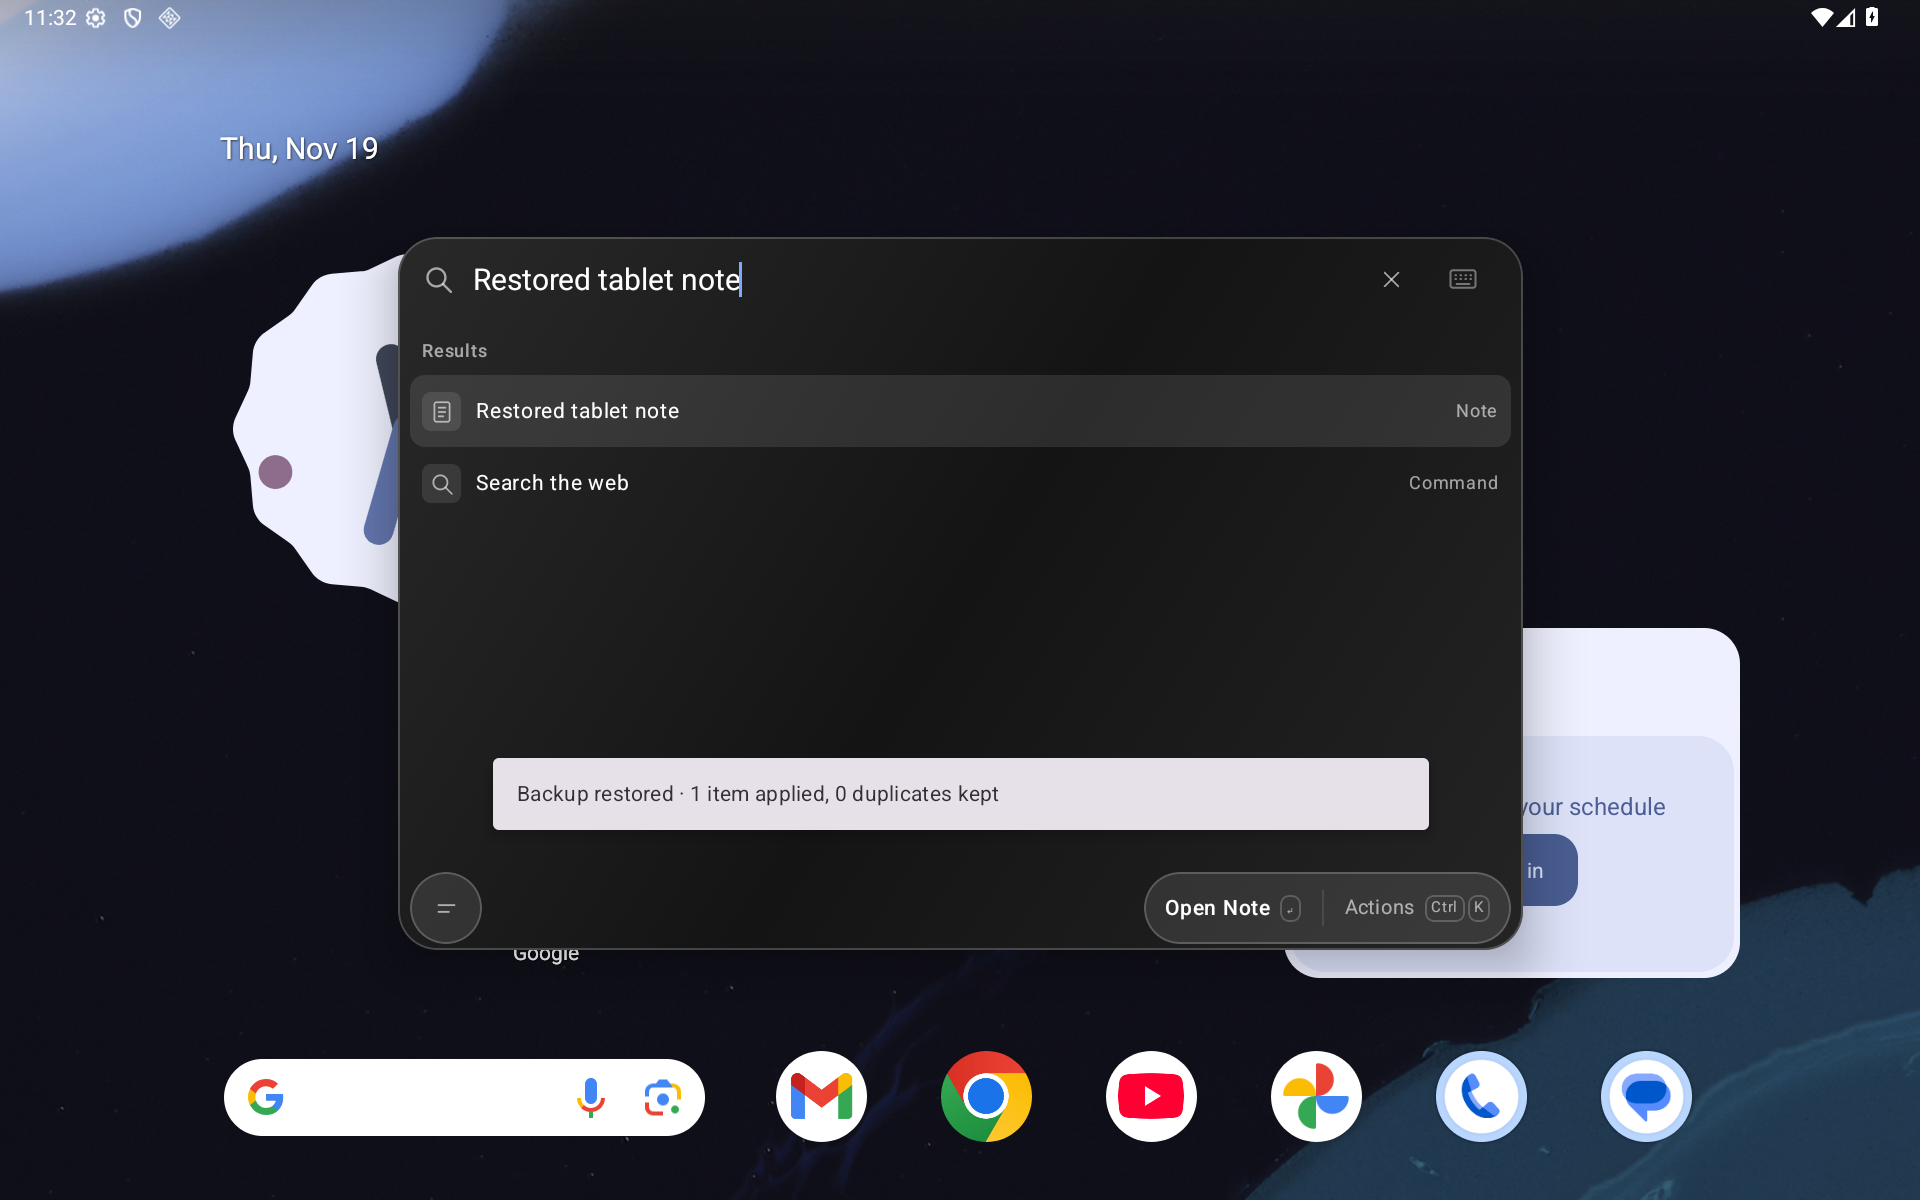 11:32
Thu, Nov 19
Restored tablet note
Results
Restored tablet note
Note
Search the web
Command
your schedule
Backup restored · 1 item applied, 0 duplicates kept
in
Open Note
Actions Ctrl K
Google